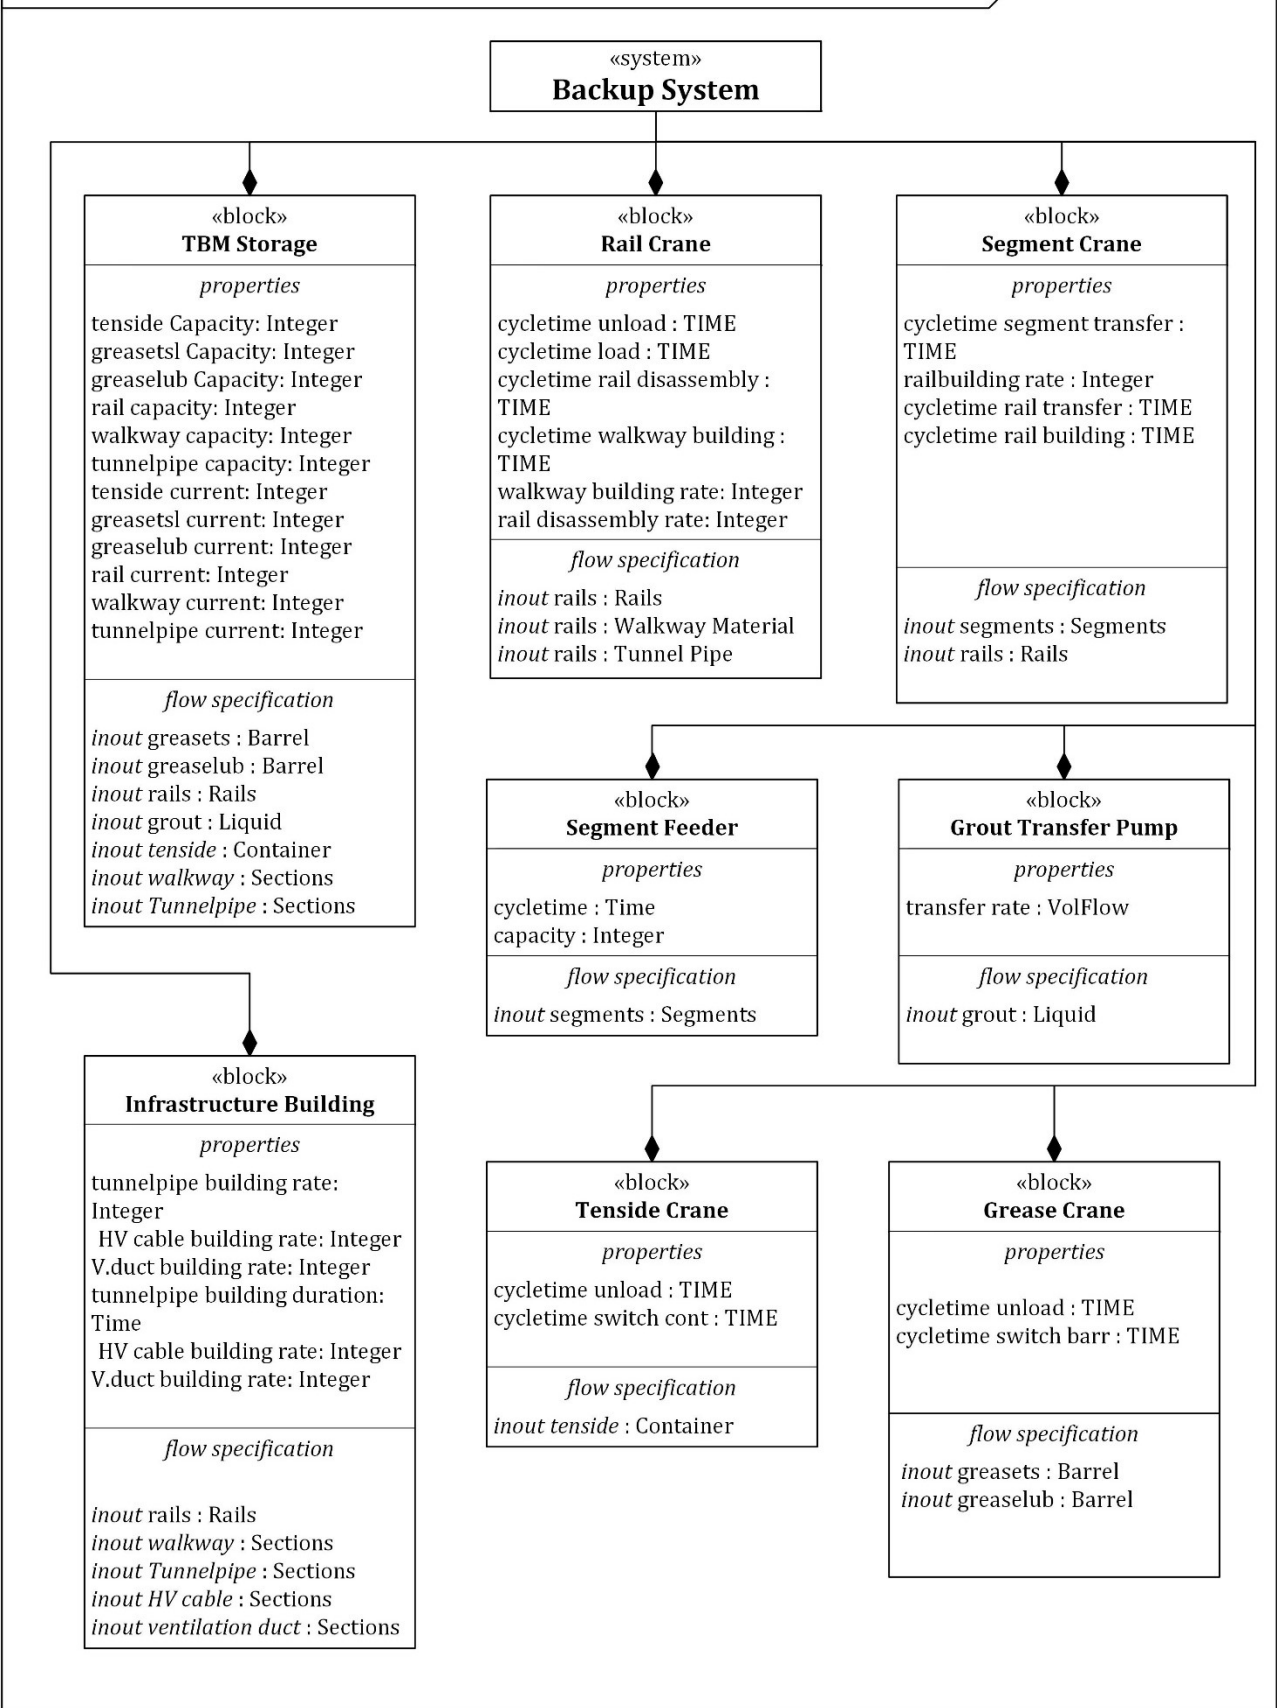 «system»
Backup System
«block»
TBM Storage
properties
tenside Capacity: Integer
greasetsl Capacity: Integer
greaselub Capacity: Integer
rail capacity: Integer
walkway capacity: Integer
tunnelpipe capacity: Integer
tenside current: Integer
greasetsl current: Integer
greaselub current: Integer
rail current: Integer
walkway current: Integer
tunnelpipe current: Integer
flow specification
inout greasets : Barrel
inout greaselub : Barrel
inout rails : Rails
inout grout : Liquid
inout tenside : Container
inout walkway : Sections
inout Tunnelpipe : Sections
«block»
Rail Crane
properties
cycletime unload : TIME
cycletime load : TIME
cycletime rail disassembly :
TIME
cycletime walkway building :
TIME
walkway building rate: Integer
rail disassembly rate: Integer
flow specification
inout rails : Rails
inout rails : Walkway Material
inout rails : Tunnel Pipe
«block»
Segment Crane
properties
cycletime segment transfer :
TIME
railbuilding rate : Integer
cycletime rail transfer : TIME
cycletime rail building : TIME
flow specification
inout segments : Segments
inout rails : Rails
«block»
Segment Feeder
properties
cycletime : Time
capacity : Integer
flow specification
inout segments : Segments
«block»
Grout Transfer Pump
properties
transfer rate : VolFlow
flow specification
inout grout : Liquid
«block»
Infrastructure Building
properties
tunnelpipe building rate:
Integer
HV cable building rate: Integer
V.duct building rate: Integer
tunnelpipe building duration:
Time
HV cable building rate: Integer
V.duct building rate: Integer
flow specification
inout rails : Rails
inout walkway : Sections
inout Tunnelpipe : Sections
inout HV cable : Sections
inout ventilation duct : Sections
«block»
Tenside Crane
properties
cycletime unload : TIME
cycletime switch cont : TIME
flow specification
inout tenside : Container
«block»
Grease Crane
properties
cycletime unload : TIME
cycletime switch barr : TIME
flow specification
inout greasets : Barrel
inout greaselub : Barrel